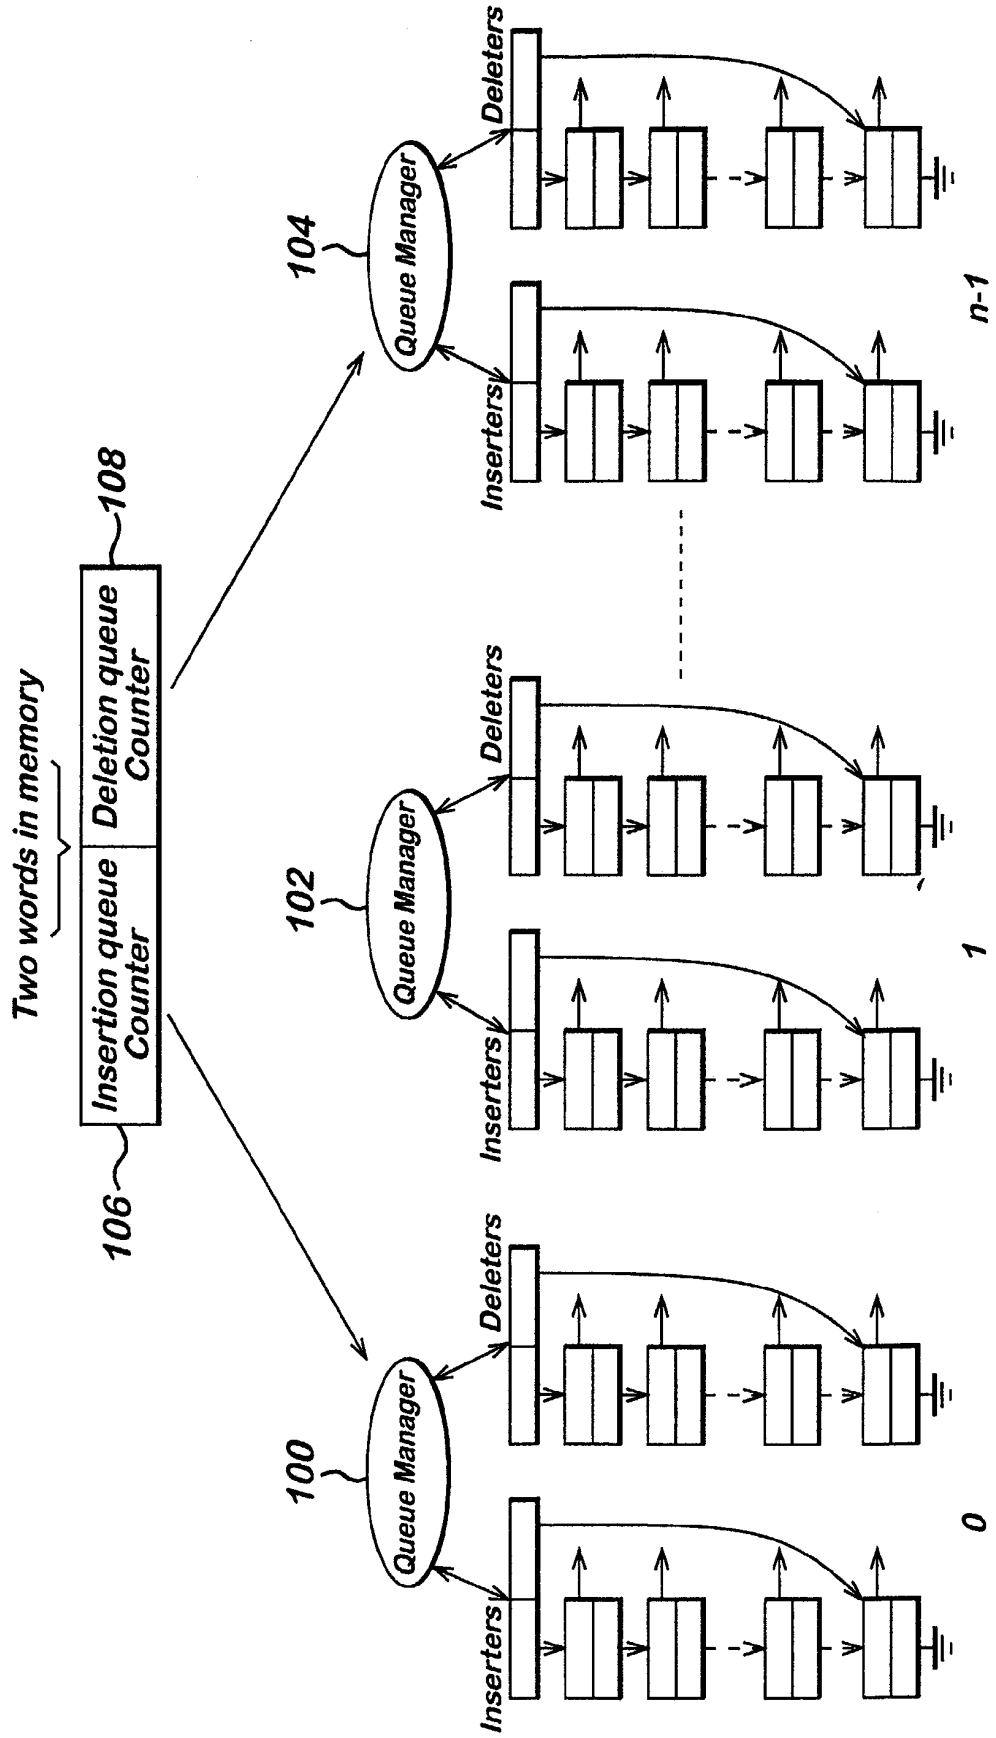 Two words in memory
106
Insertion queue
Counter
Deletion queue
Counter
108
100
102
104
Queue Manager
Queue Manager
Queue Manager
Inserters
Deleters
Inserters
Deleters
Inserters
Deleters
0
1
n-1